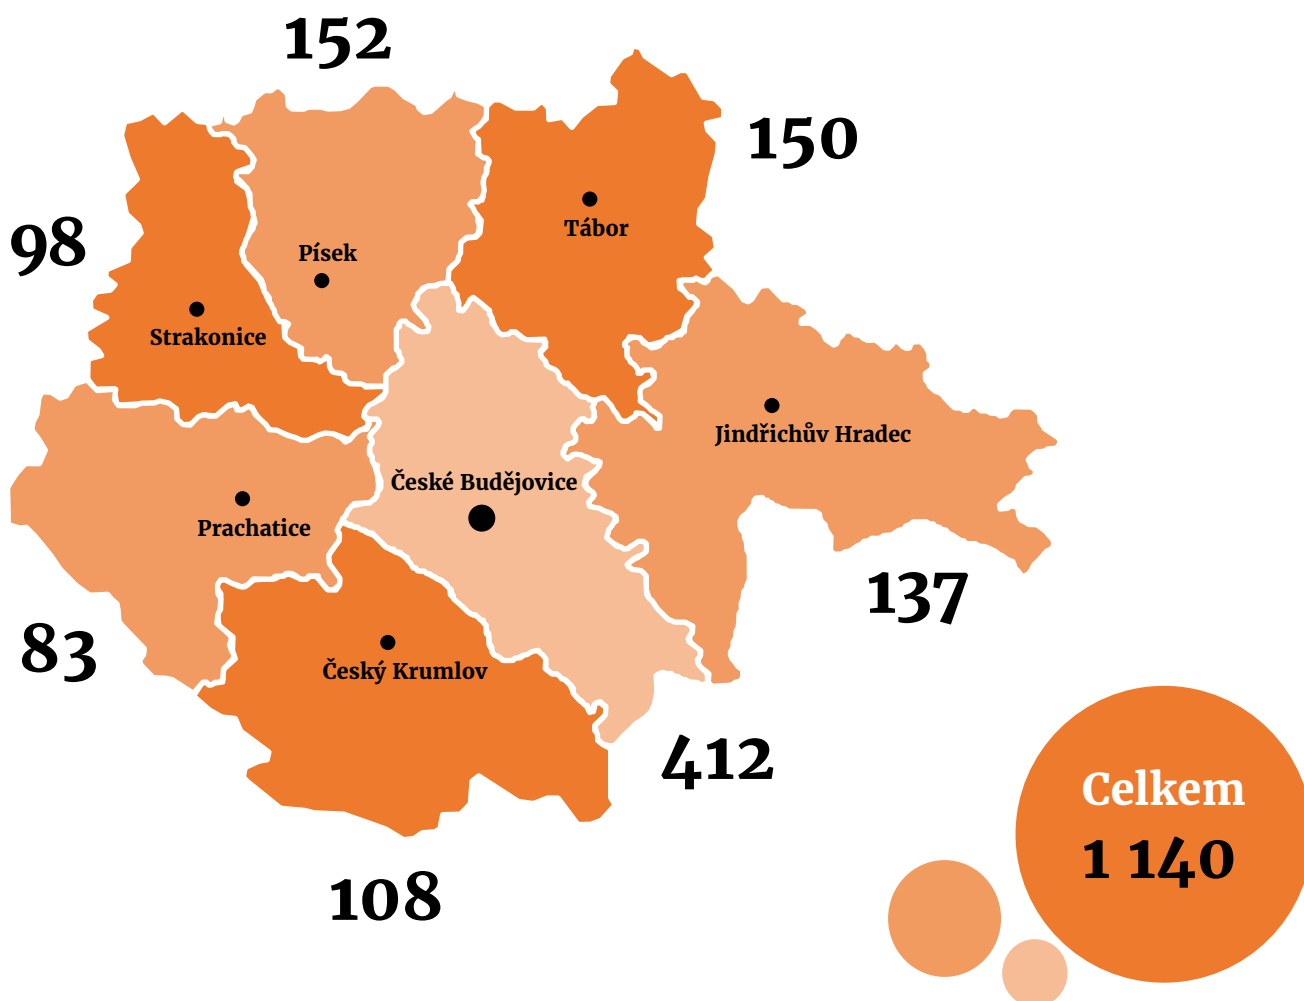 152
150
Tábor
98
Písek
Strakonice
Jindřichův Hradec
České Budějovice
Prachatice
137
83
Český Krumlov
412
Celkem
1 140
108